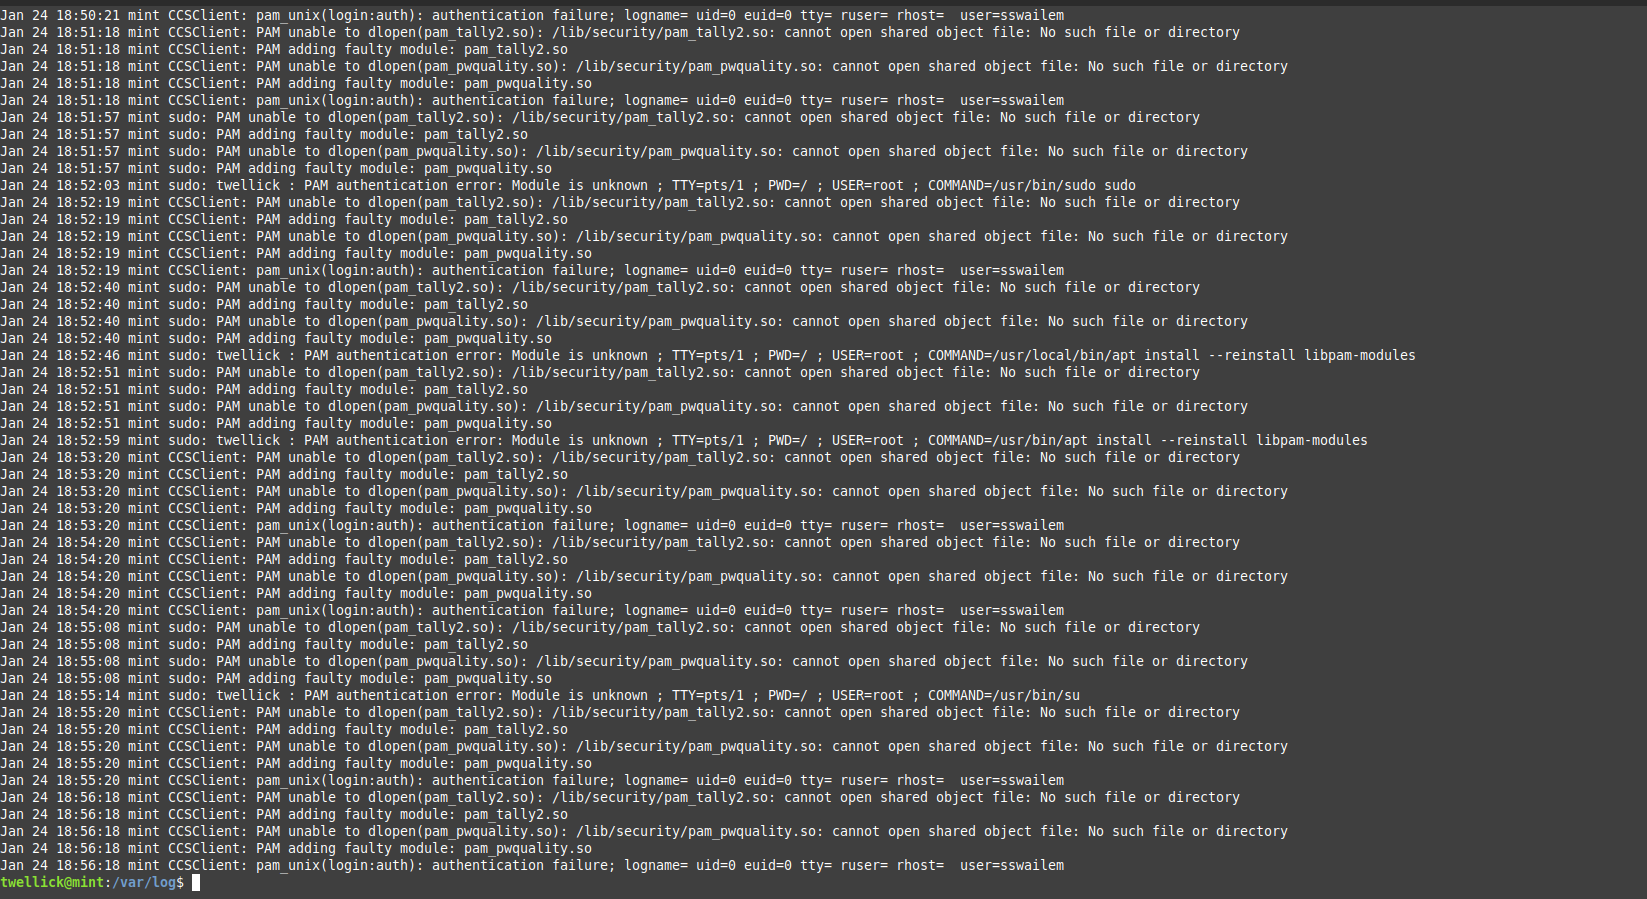 Jan 24 18:50:21 mint CCSClient: pam_unix(login:auth): authentication failure; logname= uid=0 euid=0 tty= ruser= rhost=  user=sswailem
Jan 24 18:51:18 mint CCSClient: PAM unable to dlopen(pam_tally2.so): /lib/security/pam_tally2.so: cannot open shared object file: No such file or directory
Jan 24 18:51:18 mint CCSClient: PAM adding faulty module: pam_tally2.so
Jan 24 18:51:18 mint CCSClient: PAM unable to dlopen(pam_pwquality.so): /lib/security/pam_pwquality.so: cannot open shared object file: No such file or directory
Jan 24 18:51:18 mint CCSClient: PAM adding faulty module: pam_pwquality.so
Jan 24 18:51:18 mint CCSClient: pam_unix(login:auth): authentication failure; logname= uid=0 euid=0 tty= ruser= rhost=  user=sswailem
Jan 24 18:51:57 mint sudo: PAM unable to dlopen(pam_tally2.so): /lib/security/pam_tally2.so: cannot open shared object file: No such file or directory
Jan 24 18:51:57 mint sudo: PAM adding faulty module: pam_tally2.so
Jan 24 18:51:57 mint sudo: PAM unable to dlopen(pam_pwquality.so): /lib/security/pam_pwquality.so: cannot open shared object file: No such file or directory
Jan 24 18:51:57 mint sudo: PAM adding faulty module: pam_pwquality.so
Jan 24 18:52:03 mint sudo: twellick : PAM authentication error: Module is unknown ; TTY=pts/1 ; PWD=/ ; USER=root ; COMMAND=/usr/bin/sudo sudo
Jan 24 18:52:19 mint CCSClient: PAM unable to dlopen(pam_tally2.so): /lib/security/pam_tally2.so: cannot open shared object file: No such file or directory
Jan 24 18:52:19 mint CCSClient: PAM adding faulty module: pam_tally2.so
Jan 24 18:52:19 mint CCSClient: PAM unable to dlopen(pam_pwquality.so): /lib/security/pam_pwquality.so: cannot open shared object file: No such file or directory
Jan 24 18:52:19 mint CCSClient: PAM adding faulty module: pam_pwquality.so
Jan 24 18:52:19 mint CCSClient: pam_unix(login:auth): authentication failure; logname= uid=0 euid=0 tty= ruser= rhost=  user=sswailem
Jan 24 18:52:40 mint sudo: PAM unable to dlopen(pam_tally2.so): /lib/security/pam_tally2.so: cannot open shared object file: No such file or directory
Jan 24 18:52:40 mint sudo: PAM adding faulty module: pam_tally2.so
Jan 24 18:52:40 mint sudo: PAM unable to dlopen(pam_pwquality.so): /lib/security/pam_pwquality.so: cannot open shared object file: No such file or directory
Jan 24 18:52:40 mint sudo: PAM adding faulty module: pam_pwquality.so
Jan 24 18:52:46 mint sudo: twellick : PAM authentication error: Module is unknown ; TTY=pts/1 ; PWD=/ ; USER=root ; COMMAND=/usr/local/bin/apt install --reinstall libpam-modules
Jan 24 18:52:51 mint sudo: PAM unable to dlopen(pam_tally2.so): /lib/security/pam_tally2.so: cannot open shared object file: No such file or directory
Jan 24 18:52:51 mint sudo: PAM adding faulty module: pam_tally2.so
Jan 24 18:52:51 mint sudo: PAM unable to dlopen(pam_pwquality.so): /lib/security/pam_pwquality.so: cannot open shared object file: No such file or directory
Jan 24 18:52:51 mint sudo: PAM adding faulty module: pam_pwquality.so
Jan 24 18:52:59 mint sudo: twellick : PAM authentication error: Module is unknown ; TTY=pts/1 ; PWD=/ ; USER=root ; COMMAND=/usr/bin/apt install --reinstall libpam-modules
Jan 24 18:53:20 mint CCSClient: PAM unable to dlopen(pam_tally2.so): /lib/security/pam_tally2.so: cannot open shared object file: No such file or directory
Jan 24 18:53:20 mint CCSClient: PAM adding faulty module: pam_tally2.so
Jan 24 18:53:20 mint CCSClient: PAM unable to dlopen(pam_pwquality.so): /lib/security/pam_pwquality.so: cannot open shared object file: No such file or directory
Jan 24 18:53:20 mint CCSClient: PAM adding faulty module: pam_pwquality.so
Jan 24 18:53:20 mint CCSClient: pam_unix(login:auth): authentication failure; logname= uid=0 euid=0 tty= ruser= rhost=  user=sswailem
Jan 24 18:54:20 mint CCSClient: PAM unable to dlopen(pam_tally2.so): /lib/security/pam_tally2.so: cannot open shared object file: No such file or directory
Jan 24 18:54:20 mint CCSClient: PAM adding faulty module: pam_tally2.so
Jan 24 18:54:20 mint CCSClient: PAM unable to dlopen(pam_pwquality.so): /lib/security/pam_pwquality.so: cannot open shared object file: No such file or directory
Jan 24 18:54:20 mint CCSClient: PAM adding faulty module: pam_pwquality.so
Jan 24 18:54:20 mint CCSClient: pam_unix(login:auth): authentication failure; logname= uid=0 euid=0 tty= ruser= rhost=  user=sswailem
Jan 24 18:55:08 mint sudo: PAM unable to dlopen(pam_tally2.so): /lib/security/pam_tally2.so: cannot open shared object file: No such file or directory
Jan 24 18:55:08 mint sudo: PAM adding faulty module: pam_tally2.so
Jan 24 18:55:08 mint sudo: PAM unable to dlopen(pam_pwquality.so): /lib/security/pam_pwquality.so: cannot open shared object file: No such file or directory
Jan 24 18:55:08 mint sudo: PAM adding faulty module: pam_pwquality.so
Jan 24 18:55:14 mint sudo: twellick : PAM authentication error: Module is unknown ; TTY=pts/1 ; PWD=/ ; USER=root ; COMMAND=/usr/bin/su
Jan 24 18:55:20 mint CCSClient: PAM unable to dlopen(pam_tally2.so): /lib/security/pam_tally2.so: cannot open shared object file: No such file or directory
Jan 24 18:55:20 mint CCSClient: PAM adding faulty module: pam_tally2.so
Jan 24 18:55:20 mint CCSClient: PAM unable to dlopen(pam_pwquality.so): /lib/security/pam_pwquality.so: cannot open shared object file: No such file or directory
Jan 24 18:55:20 mint CCSClient: PAM adding faulty module: pam_pwquality.so
Jan 24 18:55:20 mint CCSClient: pam_unix(login:auth): authentication failure; logname= uid=0 euid=0 tty= ruser= rhost=  user=sswailem
Jan 24 18:56:18 mint CCSClient: PAM unable to dlopen(pam_tally2.so): /lib/security/pam_tally2.so: cannot open shared object file: No such file or directory
Jan 24 18:56:18 mint CCSClient: PAM adding faulty module: pam_tally2.so
Jan 24 18:56:18 mint CCSClient: PAM unable to dlopen(pam_pwquality.so): /lib/security/pam_pwquality.so: cannot open shared object file: No such file or directory
Jan 24 18:56:18 mint CCSClient: PAM adding faulty module: pam_pwquality.so
Jan 24 18:56:18 mint CCSClient: pam_unix(login:auth): authentication failure; logname= uid=0 euid=0 tty= ruser= rhost=  user=sswailem
twellick@mint:/var/log$